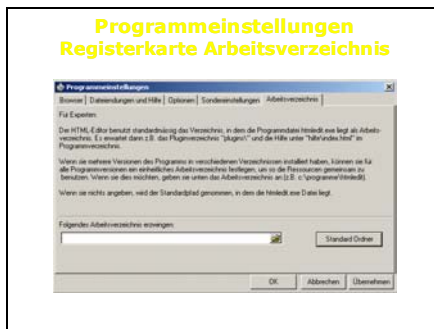 Programmeinstellungen
Registerkarte Arbeitsverzeichnis
Programmeinstellungen
Browser Dateiendungen und Hilfe Optionen Sondereinstellungen Arbeitsverzeichnis
Für Experten:
Der HTML-Editor benutzt standardmässig das Verzeichnis, in dem die Programmdatei htmledit.exe liegt als Arbeits-
verzeichnis. Es erwartet dann z.B. das Pluginverzeichnis "plugins\" und die Hilfe unter "hilfe\index.html" im
Programmverzeichnis.
Wenn sie mehrere Versionen des Programms in verschiedenen Verzeichnissen installiert haben, können sie für
alle Programmversionen ein einheitliches Arbeitsverzeichnis festlegen, um so die Ressourcen gemeinsam zu
benutzen. Wenn sie dies möchten, geben sie unten das Arbeitsverzeichnis an (z.B. c:\programme\htmledit).
Wenn sie nichts angeben, wird der Standardpfad genommen, in dem die htmledit.exe Datei liegt.
Folgendes Arbeitsverzeichnis erzwingen:
Standard Ordner
OK Abbrechen Übernehmen